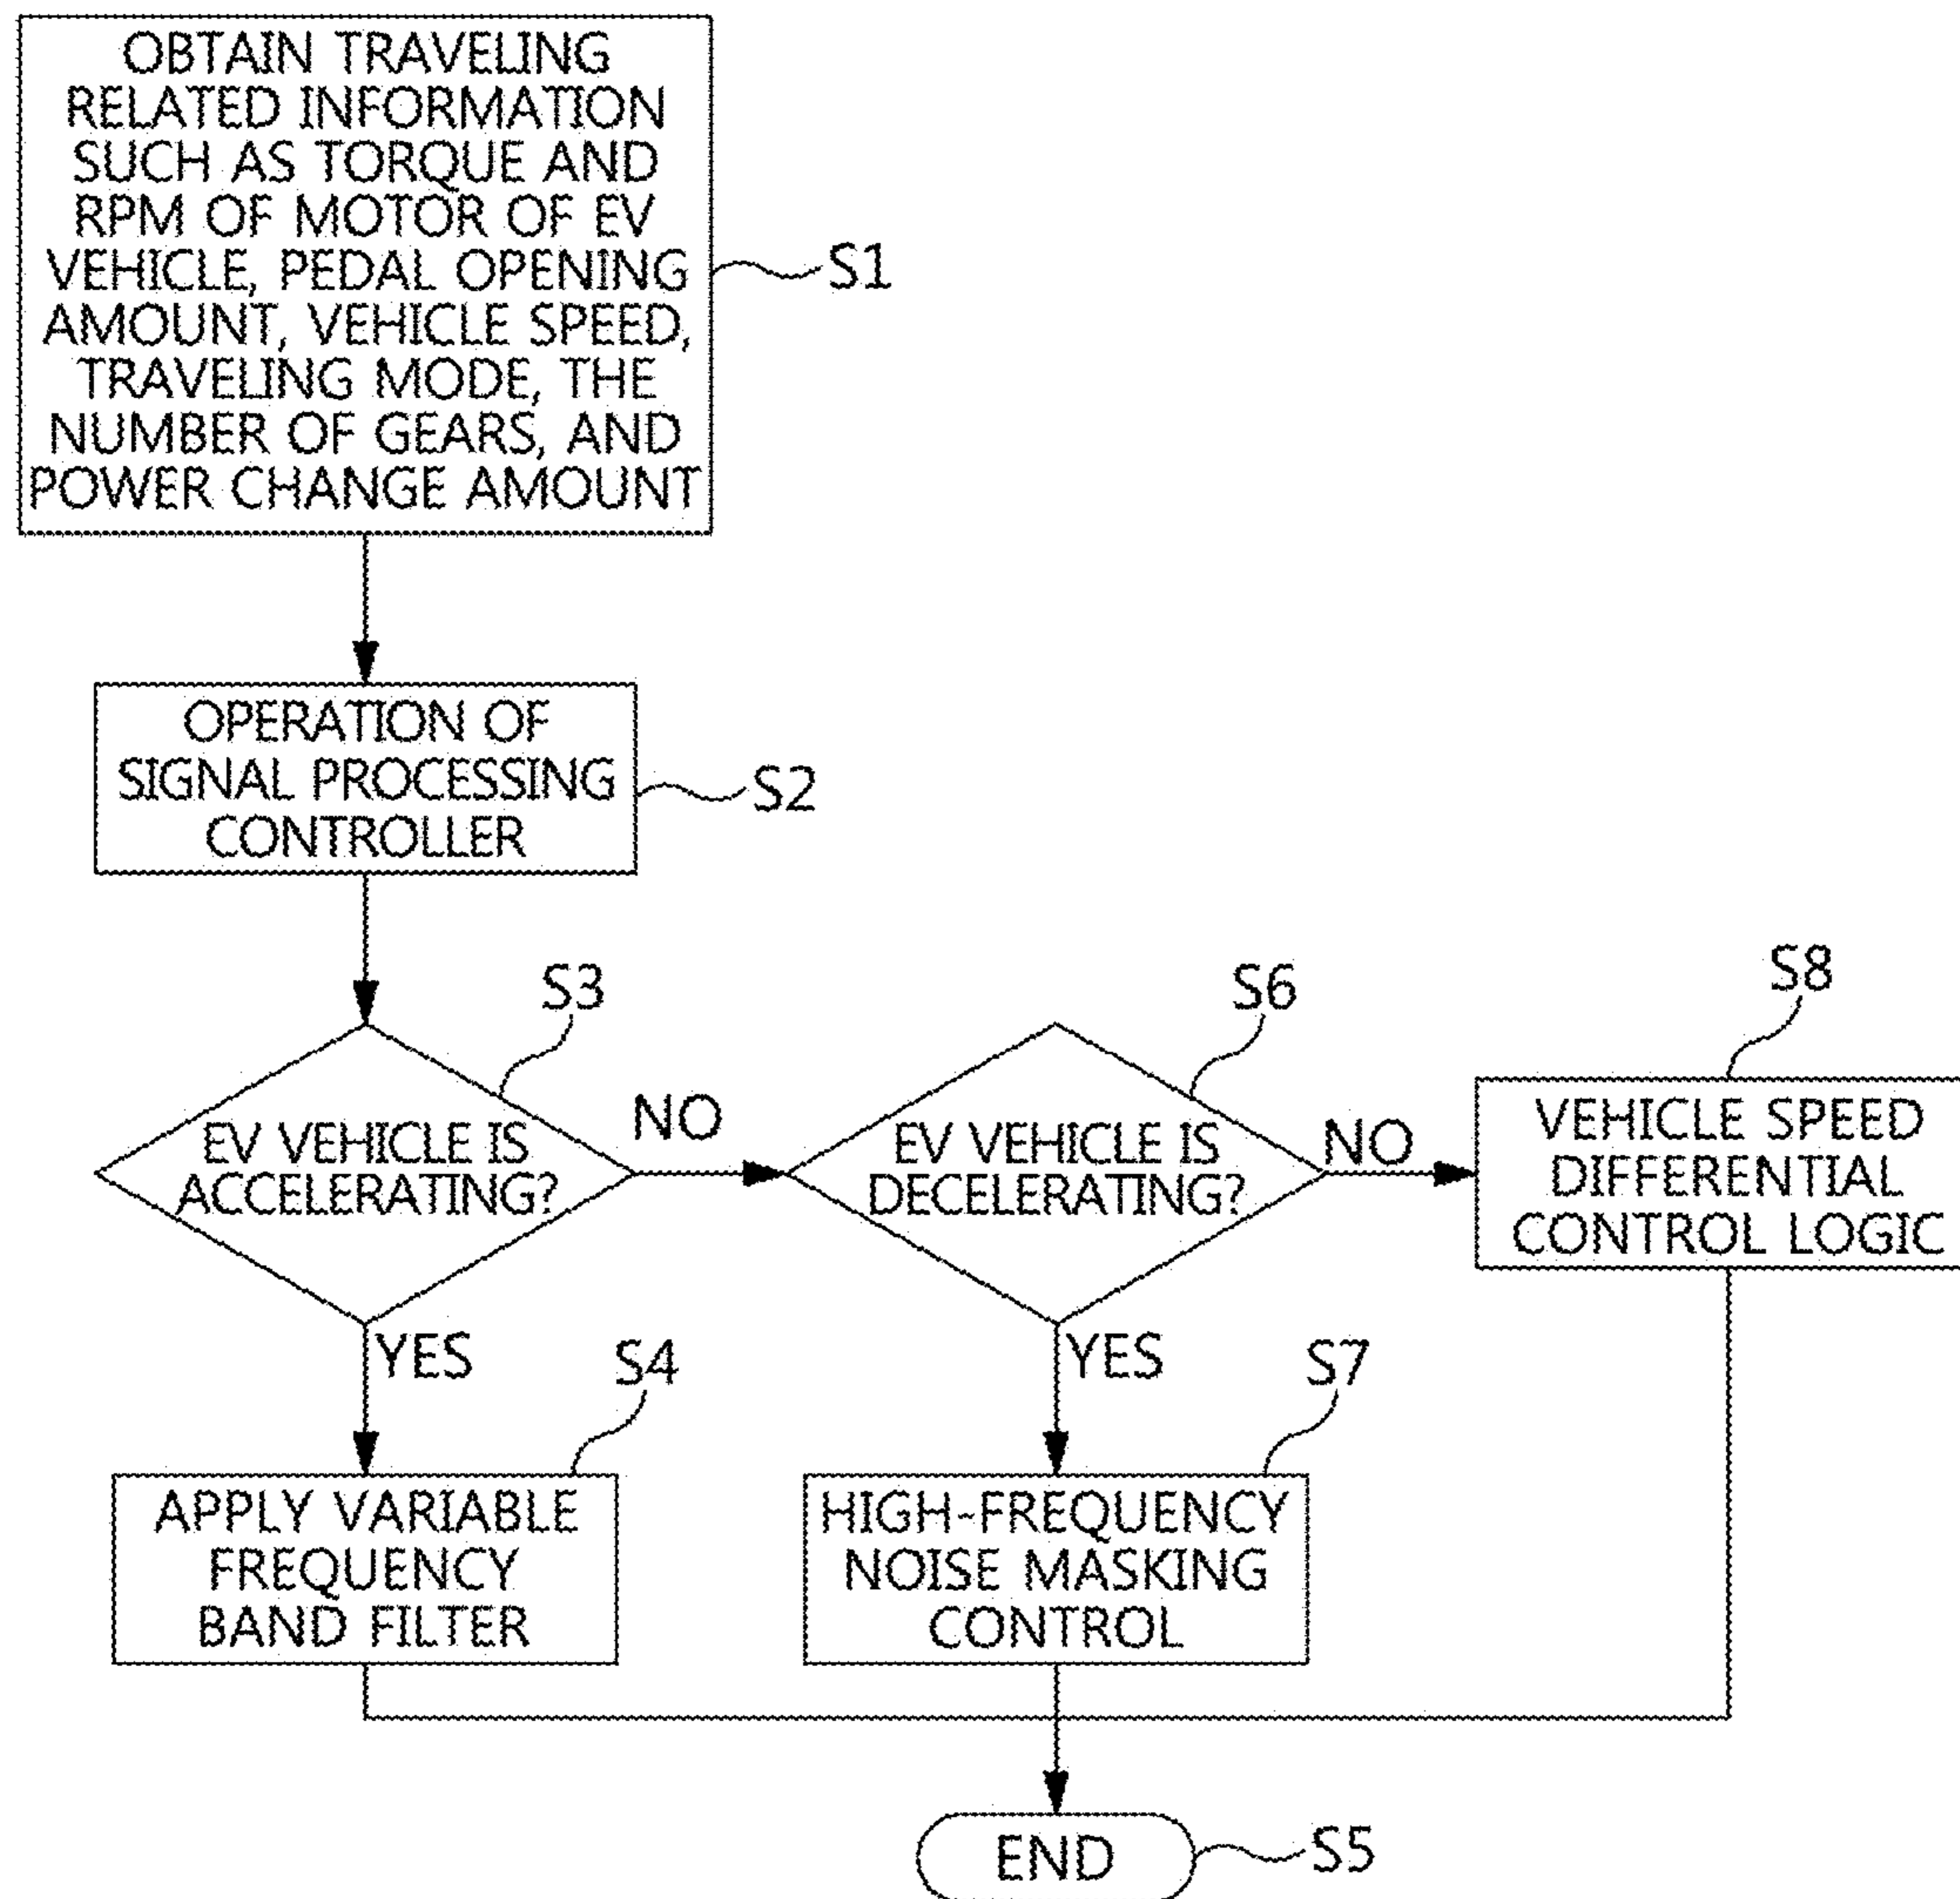 OBTAIN TRAVELING
RELATED INFORMATION
SUCH AS TORQUE AND
RPM OF MOTOR OF EV
VEHICLE, PEDAL OPENING
AMOUNT, VEHICLE SPEED,
TRAVELING MODE, THE
NUMBER OF GEARS, AND
POWER CHANGE AMOUNT
S1
OPERATION OF
SIGNAL PROCESSING
CONTROLLER
S2
S3
EV VEHICLE IS
ACCELERATING?
NO
S6
EV VEHICLE IS
DECELERATING?
NO
S8
VEHICLE SPEED
DIFFERENTIAL
CONTROL LOGIC
YES
S4
APPLY VARIABLE
FREQUENCY
BAND FILTER
YES
S7
HIGH-FREQUENCY
NOISE MASKING
CONTROL
END
S5